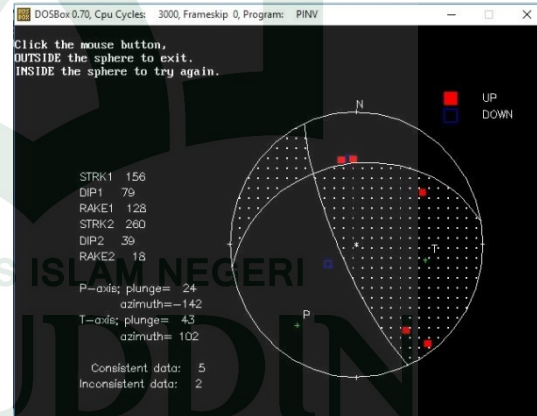 DOSBox 0.70, Cpu Cycles: 3000, Frameskip 0, Program: PINV
Click the mouse button,
OUTSIDE the sphere to exit.
INSIDE the sphere to try again.
N
UP
DOWN
STRK1 156
DIP1 79
RAKE1 128
STRK2 260
DIP2 39
RAKE2 18
T
P
P-axis; plunge= 24
azimuth=-142
T-axis; plunge= 43
azimuth= 102
Consistent data: 5
Inconsistent data: 2
S ISLAM NEGERI
UDDIN